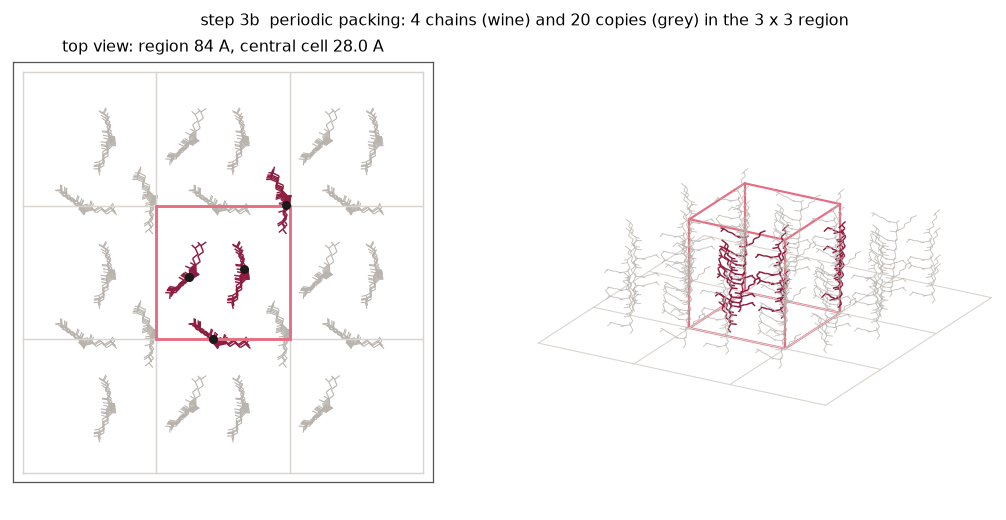 step 3b  periodic packing: 4 chains (wine) and 20 copies (grey) in the 3 x 3 region
top view: region 84 A, central cell 28.0 A